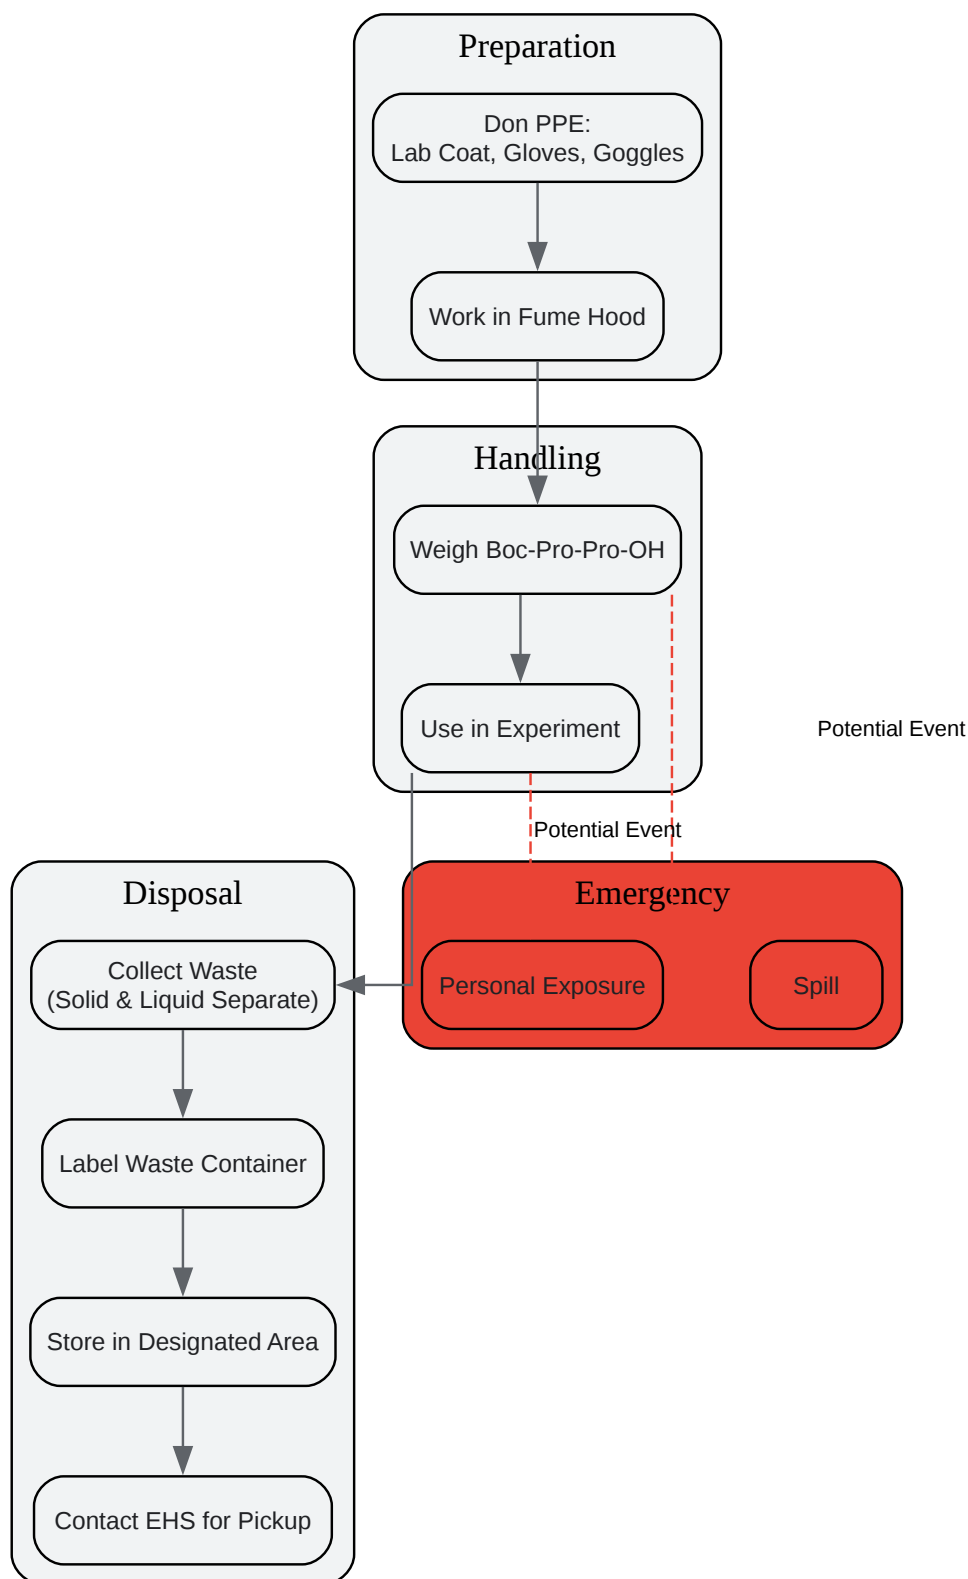 Preparation
Don PPE:
Lab Coat, Gloves, Goggles
Work in Fume Hood
Handling
Weigh Boc-Pro-Pro-OH
Use in Experiment
Potential Event
Potential Event
Disposal
Collect Waste
(Solid & Liquid Separate)
Label Waste Container
Store in Designated Area
Contact EHS for Pickup
Emergency
Personal Exposure
Spill